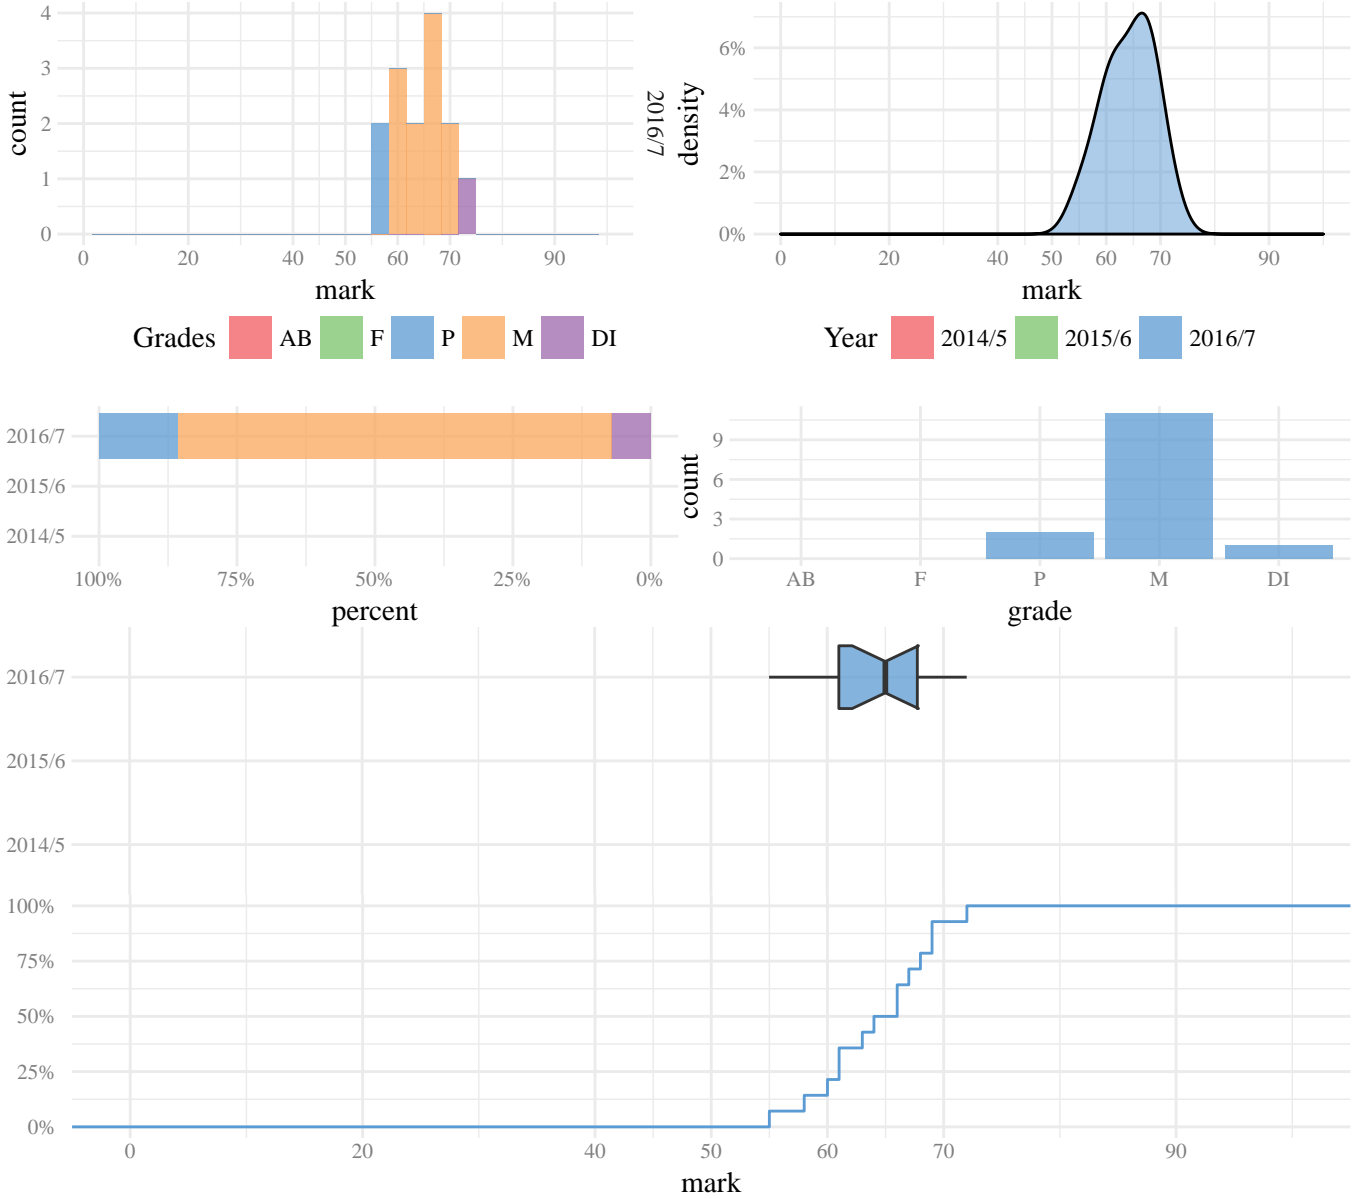 4
3
2
1
0
count
0 20 40 50 60 70 90
mark
2016/7
6%
4%
2%
0%
density
0 20 40 50 60 70 90
mark
Grades AB F P M DI
Year 2014/5 2015/6 2016/7
2016/7
2015/6
2014/5
100% 75% 50% 25% 0%
percent
9
6
3
0
count
AB F P M DI
grade
2016/7
2015/6
2014/5
100%
75%
50%
25%
0%
0 20 40 50 60 70 90
mark